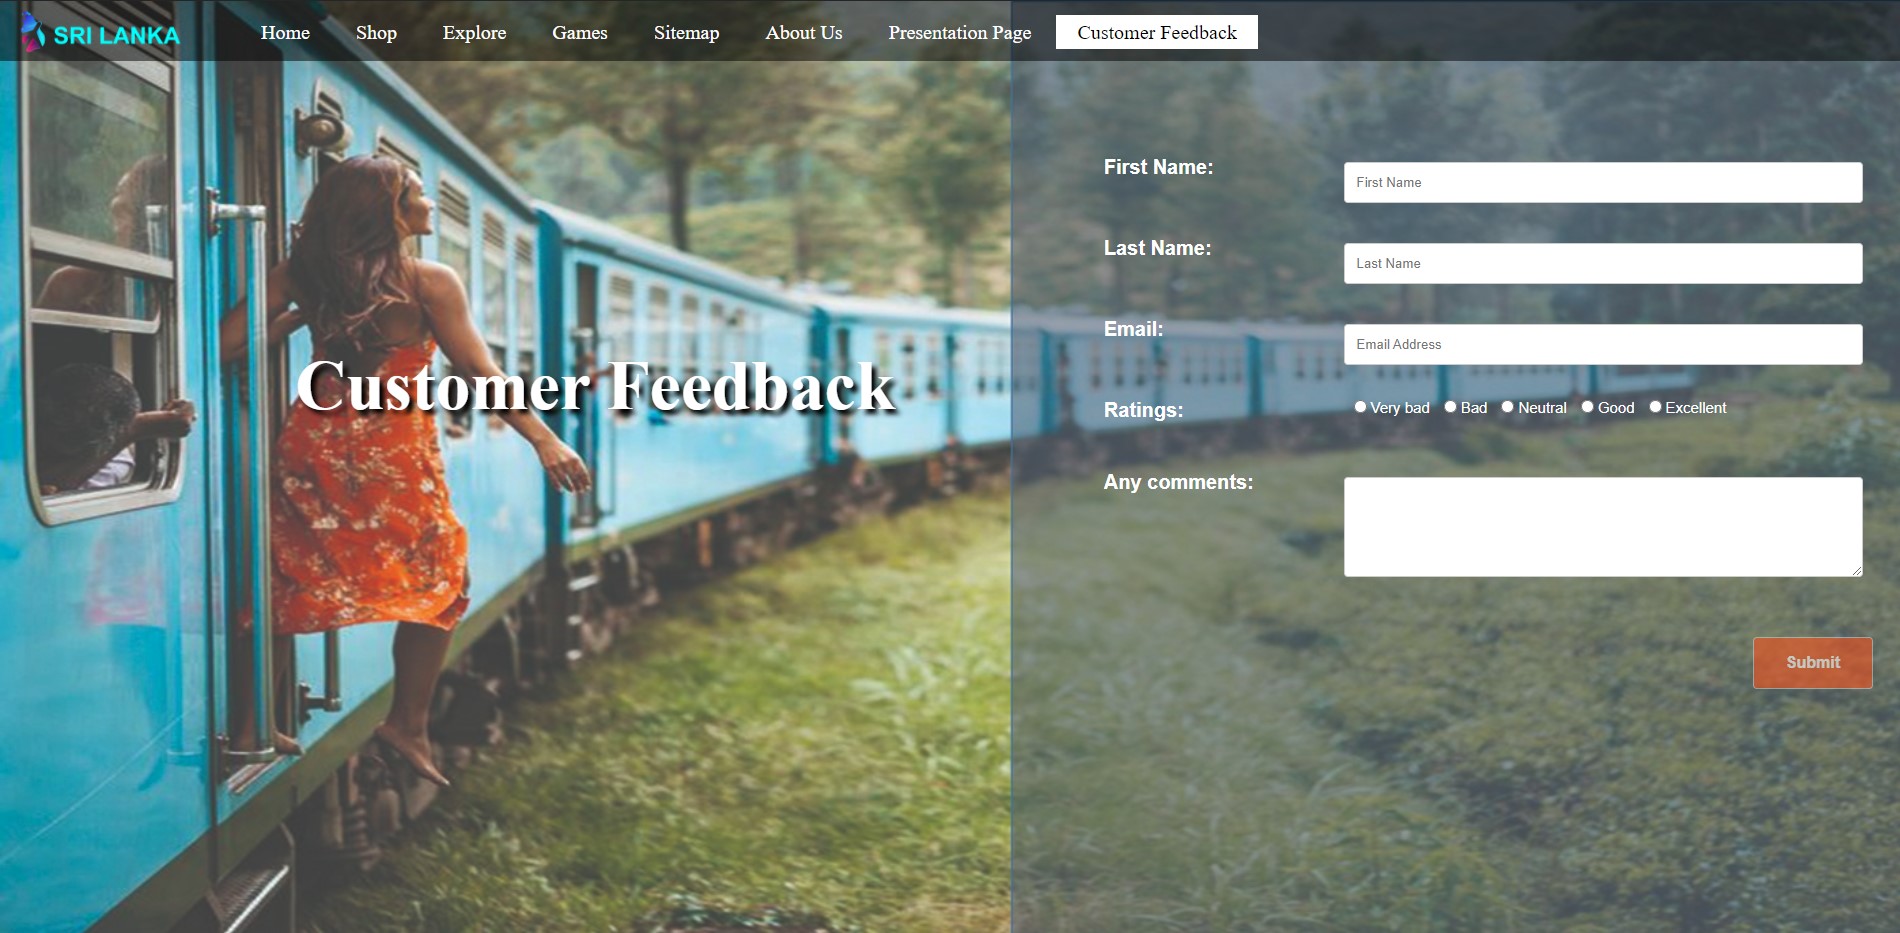 SRI LANKA
Home Shop Explore Games Sitemap About Us Presentation Page Customer Feedback
Customer Feedback
First Name:
First Name
Last Name:
Last Name
Email:
Email Address
Ratings:
Very bad Bad Neutral Good Excellent
Any comments:
Submit